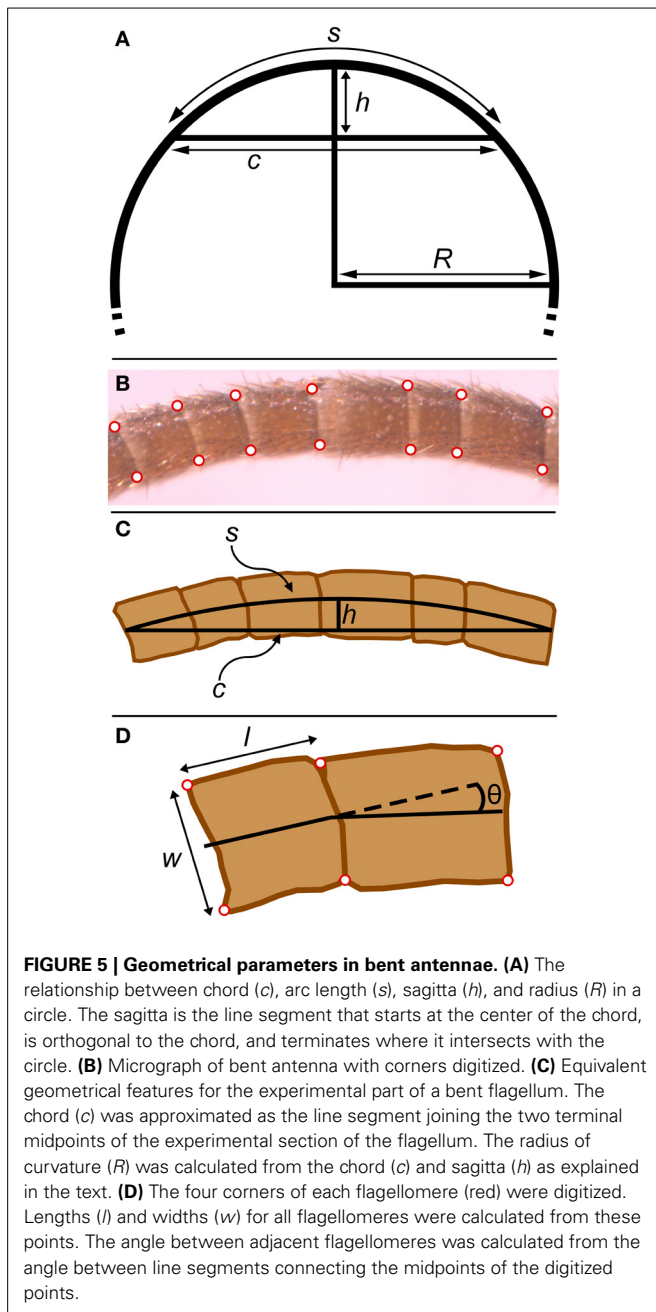 A
s
h
c
R
B
C
s
h
c
D
l
θ
w
FIGURE 5 | Geometrical parameters in bent antennae. (A) The
relationship between chord (c), arc length (s), sagitta (h), and radius (R) in a
circle. The sagitta is the line segment that starts at the center of the chord,
is orthogonal to the chord, and terminates where it intersects with the
circle. (B) Micrograph of bent antenna with corners digitized. (C) Equivalent
geometrical features for the experimental part of a bent flagellum. The
chord (c) was approximated as the line segment joining the two terminal
midpoints of the experimental section of the flagellum. The radius of
curvature (R) was calculated from the chord (c) and sagitta (h) as explained
in the text. (D) The four corners of each flagellomere (red) were digitized.
Lengths (l) and widths (w) for all flagellomeres were calculated from these
points. The angle between adjacent flagellomeres was calculated from the
angle between line segments connecting the midpoints of the digitized
points.